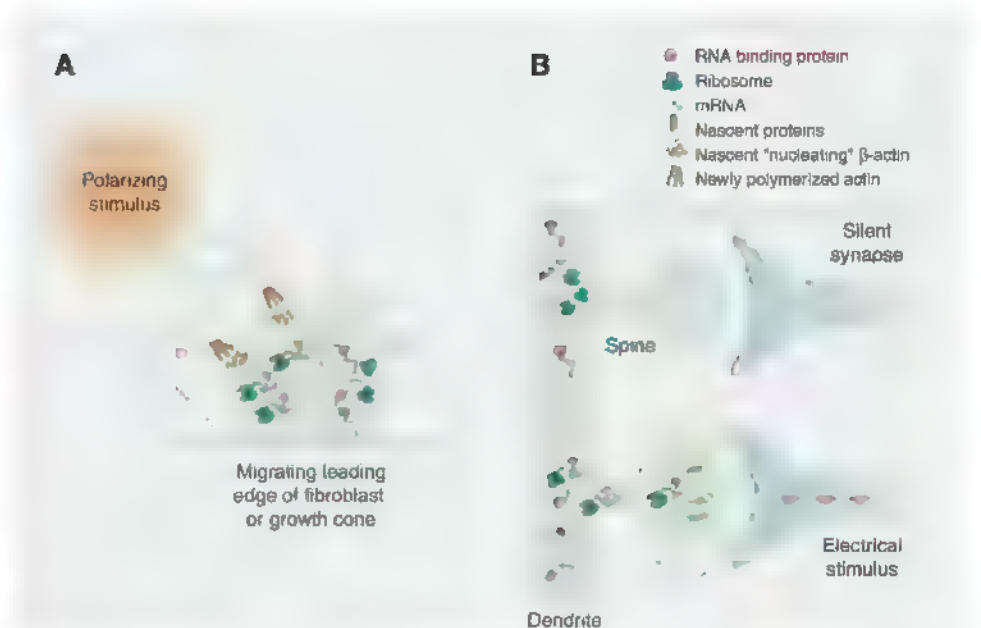 A
Polarizing
stimulus
Migrating leading
edge of fibroblast
or growth cone
B
RNA binding protein
Ribosome
mRNA
Nascent proteins
Nascent "nucleating" β-actin
Newly polymerized actin
Silent
synapse
Spine
Electrical
stimulus
Dendrite